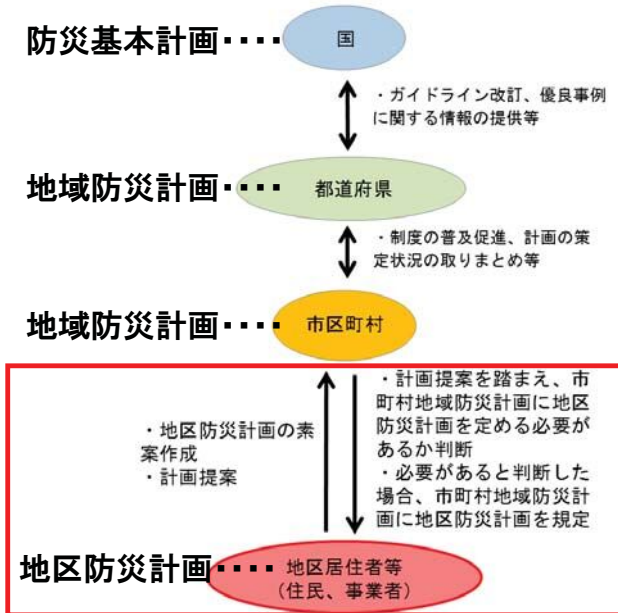 防災基本計画････
国
・ガイドライン改訂、優良事例
に関する情報の提供等
地域防災計画････
都道府県
・制度の普及促進、計画の策
定状況の取りまとめ等
地域防災計画････
市区町村
・地区防災計画の素
案作成
・計画提案
・計画提案を踏まえ、市
町村地域防災計画に地区
防災計画を定める必要が
あるか判断
・必要があると判断した
場合、市町村地域防災計
画に地区防災計画を規定
地区防災計画････
地区居住者等
（住民、事業者）